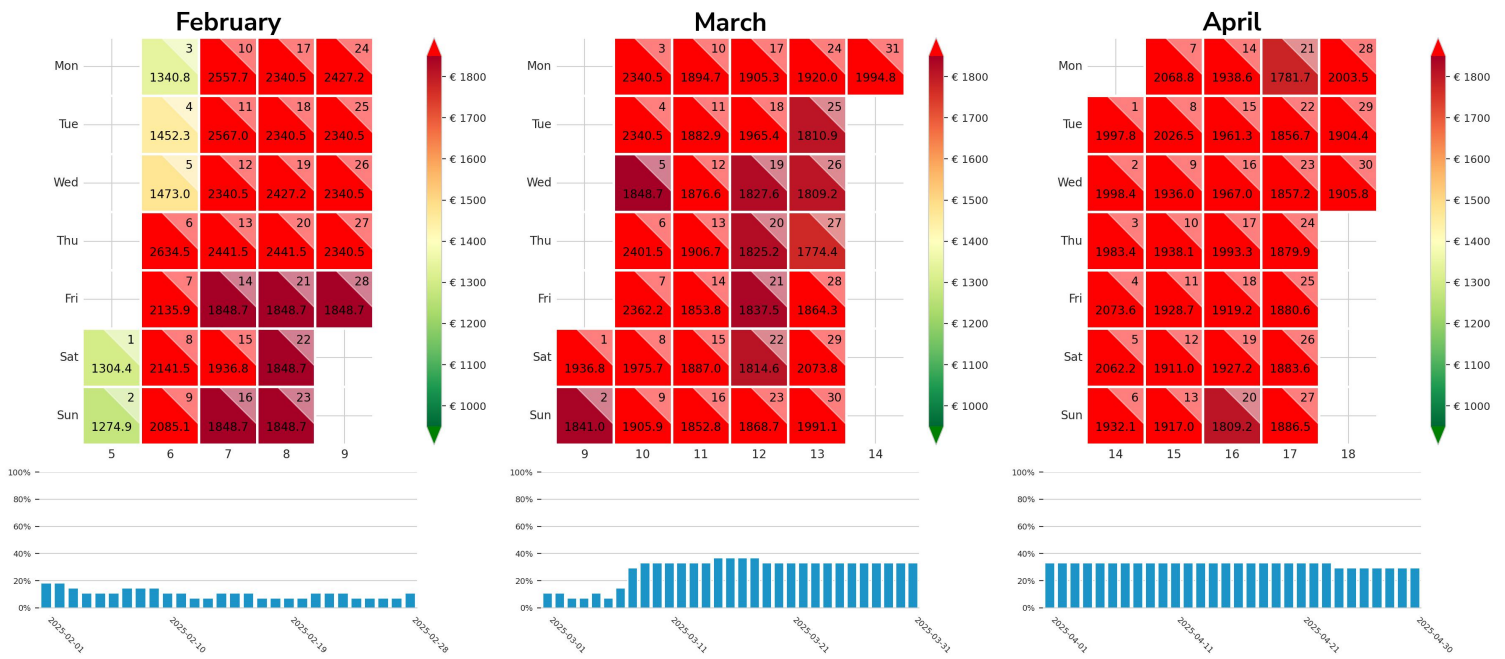 February March April
3 10 17 24 3 10 17 24 31 7 14 21 28
Mon 1340.8 2557.7 2340.5 2427.2 € 1800 Mon 2340.5 1894.7 1905.3 1920.0 1994.8 € 1800 Mon 2068.8 1938.6 1781.7 2003.5 € 1800
4 11 18 25 4 11 18 25 1 8 15 22 29
Tue 1452.3 2567.0 2340.5 2340.5 € 1700 Tue 2340.5 1882.9 1965.4 1810.9 € 1700 Tue 1997.8 2026.5 1961.3 1856.7 1904.4 € 1700
5 12 19 26 € 1600 5 12 19 26 € 1600 2 9 16 23 30 € 1600
Wed 1473.0 2340.5 2427.2 2340.5 € 1500 Wed 1848.7 1876.6 1827.6 1809.2 € 1500 Wed 1998.4 1936.0 1967.0 1857.2 1905.8 € 1500
6 13 20 27 6 13 20 27 3 10 17 24
Thu 2634.5 2441.5 2441.5 2340.5 € 1400 Thu 2401.5 1906.7 1825.2 1774.4 € 1400 Thu 1983.4 1938.1 1993.3 1879.9 € 1400
7 14 21 28 € 1300 7 14 21 28 € 1300 4 11 18 25 € 1300
Fri 2135.9 1848.7 1848.7 1848.7 Fri 2362.2 1853.8 1837.5 1864.3 Fri 2073.6 1928.7 1919.2 1880.6
1 8 15 22 € 1200 1 8 15 22 29 € 1200 5 12 19 26 € 1200
Sat 1304.4 2141.5 1936.8 1848.7 € 1100 Sat 1936.8 1975.7 1887.0 1814.6 2073.8 € 1100 Sat 2062.2 1911.0 1927.2 1883.6 € 1100
2 9 16 23 € 1000 2 9 16 23 30 € 1000 6 13 20 27 € 1000
Sun 1274.9 2085.1 1848.7 1848.7 Sun 1841.0 1905.9 1852.8 1868.7 1991.1 Sun 1932.1 1917.0 1809.2 1886.5
5 6 7 8 9 9 10 11 12 13 14 14 15 16 17 18
100% 100% 100%
80% 80% 80%
60% 60% 60%
40% 40% 40%
20% 20% 20%
0% 0% 0%
2025-02-01 2025-02-10 2025-02-19 2025-02-28 2025-03-01 2025-03-11 2025-03-21 2025-03-31 2025-04-01 2025-04-11 2025-04-21 2025-04-30